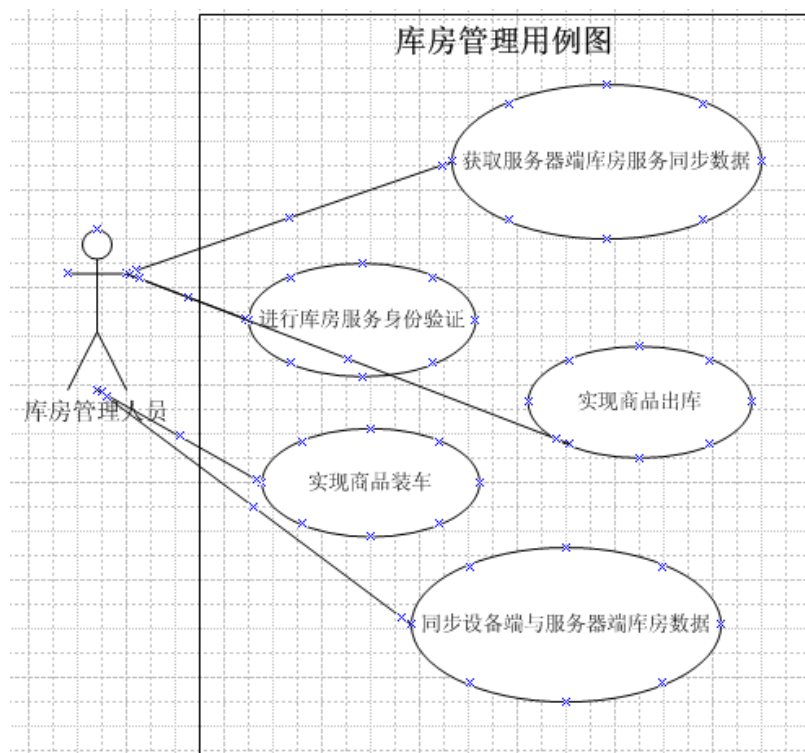 库房管理用例图
获取服务器端库房服务同步数据
进行库房服务身份验证
实现商品出库
库房管理人员
实现商品装车
同步设备端与服务器端库房数据